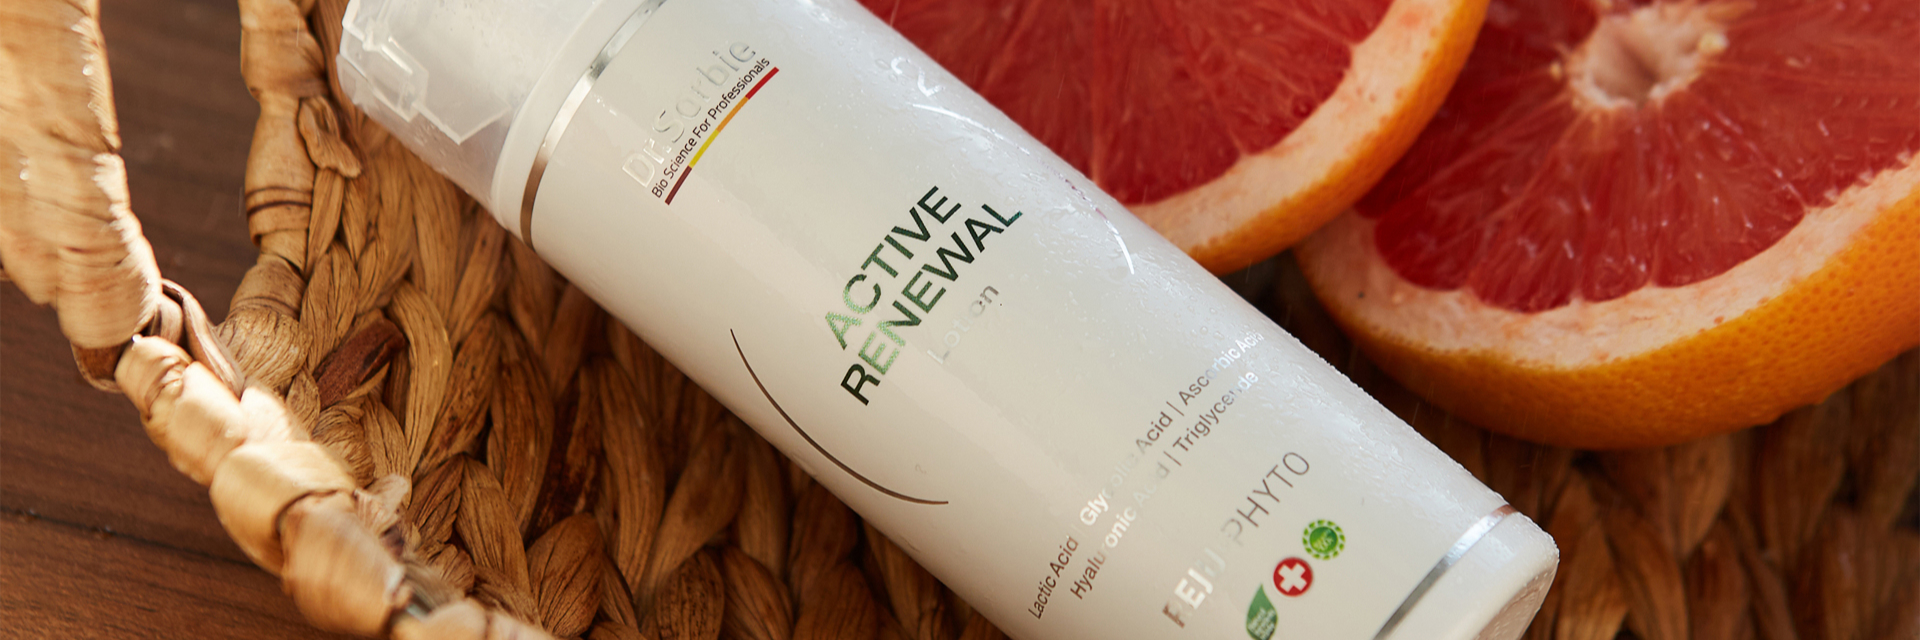 Dr. Sorbie
Bio Science For Professionals
ACTIVE
RENEWAL
Lotion
Lactic Acid | Glycolic Acid | Ascorbic Acid
Hyaluronic Acid | Triglyceride
REJU-PHYTO